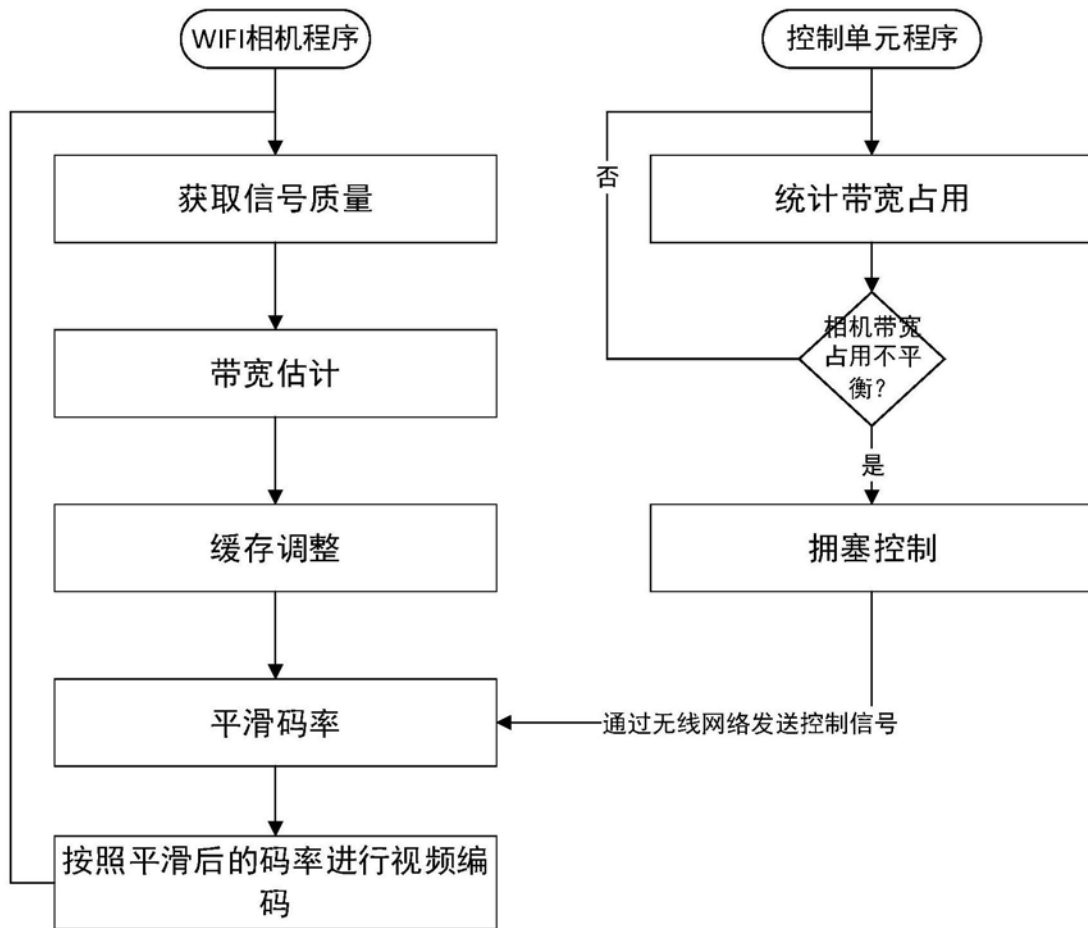 WIFI相机程序
获取信号质量
带宽估计
缓存调整
平滑码率
按照平滑后的码率进行视频编
码
控制单元程序
否
统计带宽占用
相机带宽
占用不平
衡?
是
拥塞控制
通过无线网络发送控制信号